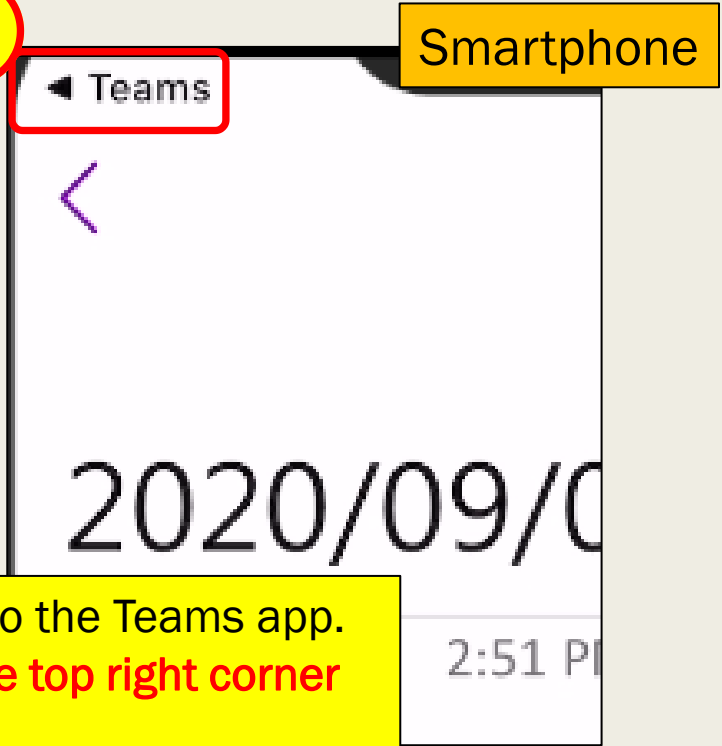 Smartphone
◀ Teams
2020/09/0
2:51 P
o the Teams app.
e top right corner